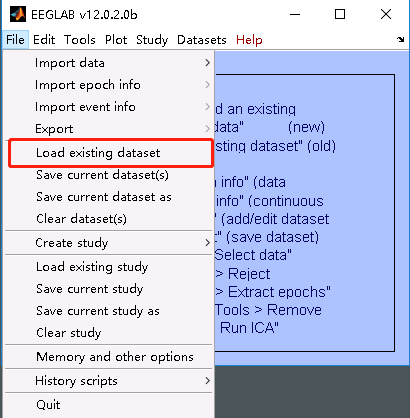 EEGLAB v12.0.2.0b
File Edit Tools Plot Study Datasets Help
Import data
Import epoch info
Import event info
Export
Load existing dataset
Save current dataset(s)
Save current dataset as
Clear dataset(s)
Create study
Load existing study
Save current study
Save current study as
Clear study
Memory and other options
History scripts
Quit
d an existing
data" (new)
sting dataset" (old)
info" (data
info" (continuous
" (add/edit dataset
" (save dataset)
Select data"
> Reject
> Extract epochs"
Tools > Remove
Run ICA"